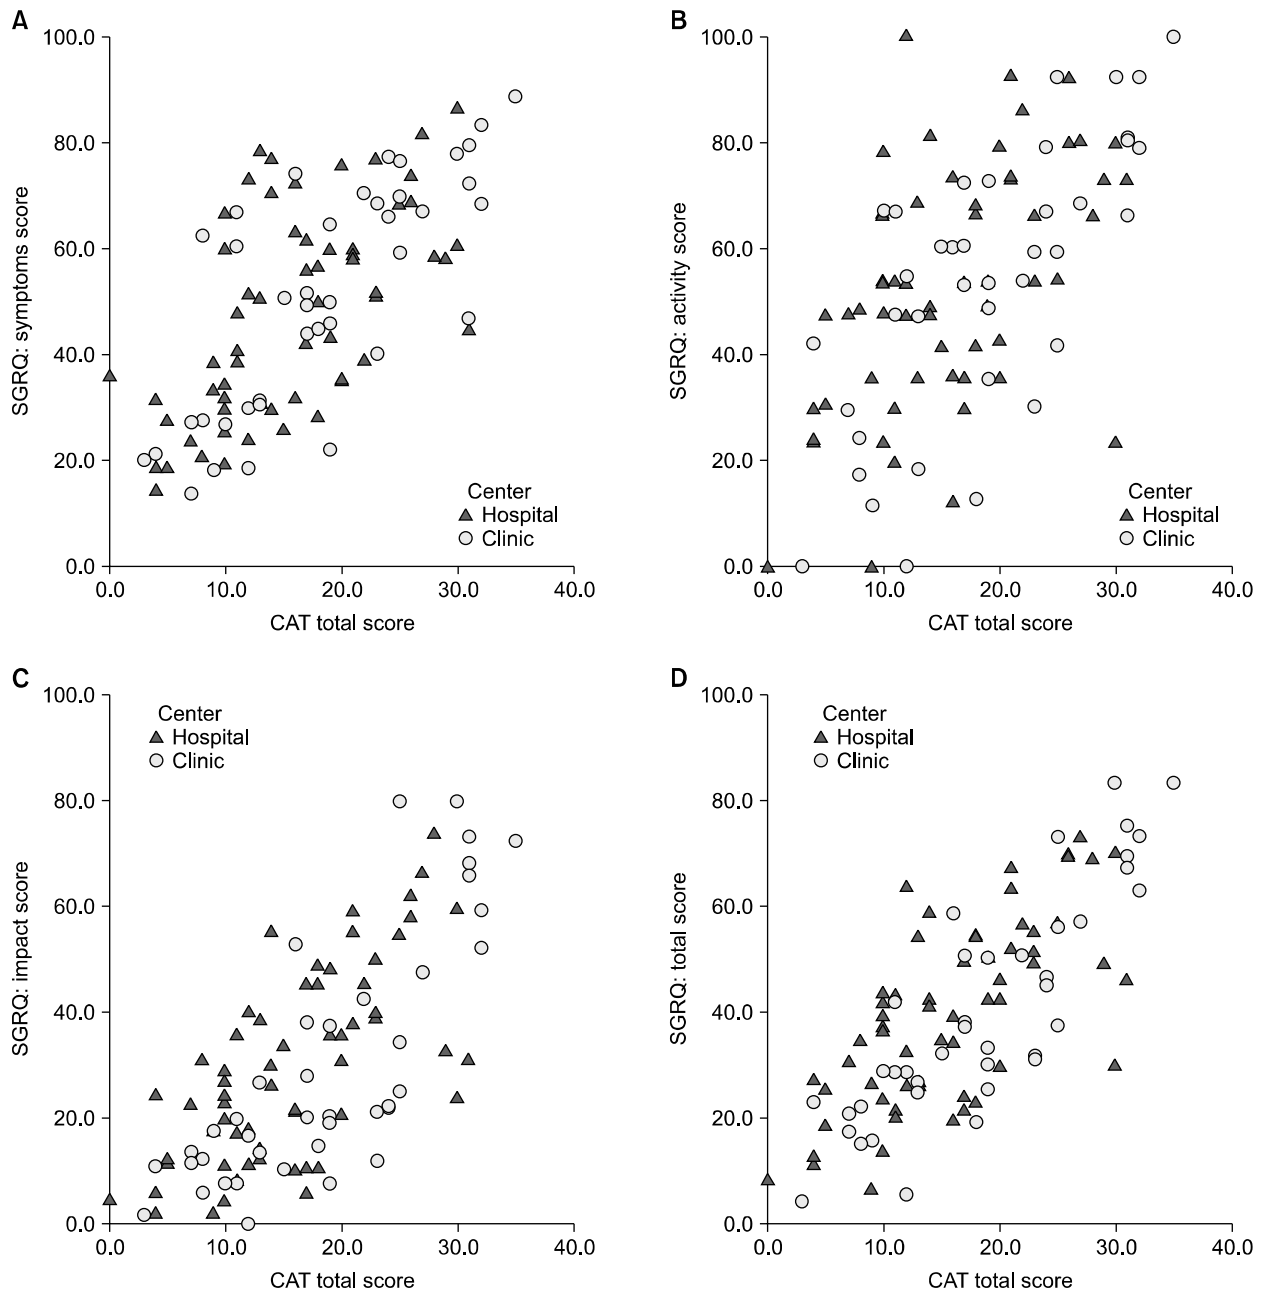 A
100.0
80.0
60.0
40.0
20.0
0.0
SGRQ: symptoms score
Center
Hospital
Clinic
0.0 10.0 20.0 30.0 40.0
CAT total score
B
100.0
80.0
60.0
40.0
20.0
0.0
SGRQ: activity score
Center
Hospital
Clinic
0.0 10.0 20.0 30.0 40.0
CAT total score
C
100.0
80.0
60.0
40.0
20.0
0.0
SGRQ: impact score
Center
Hospital
Clinic
0.0 10.0 20.0 30.0 40.0
CAT total score
D
100.0
80.0
60.0
40.0
20.0
0.0
SGRQ: total score
Center
Hospital
Clinic
0.0 10.0 20.0 30.0 40.0
CAT total score